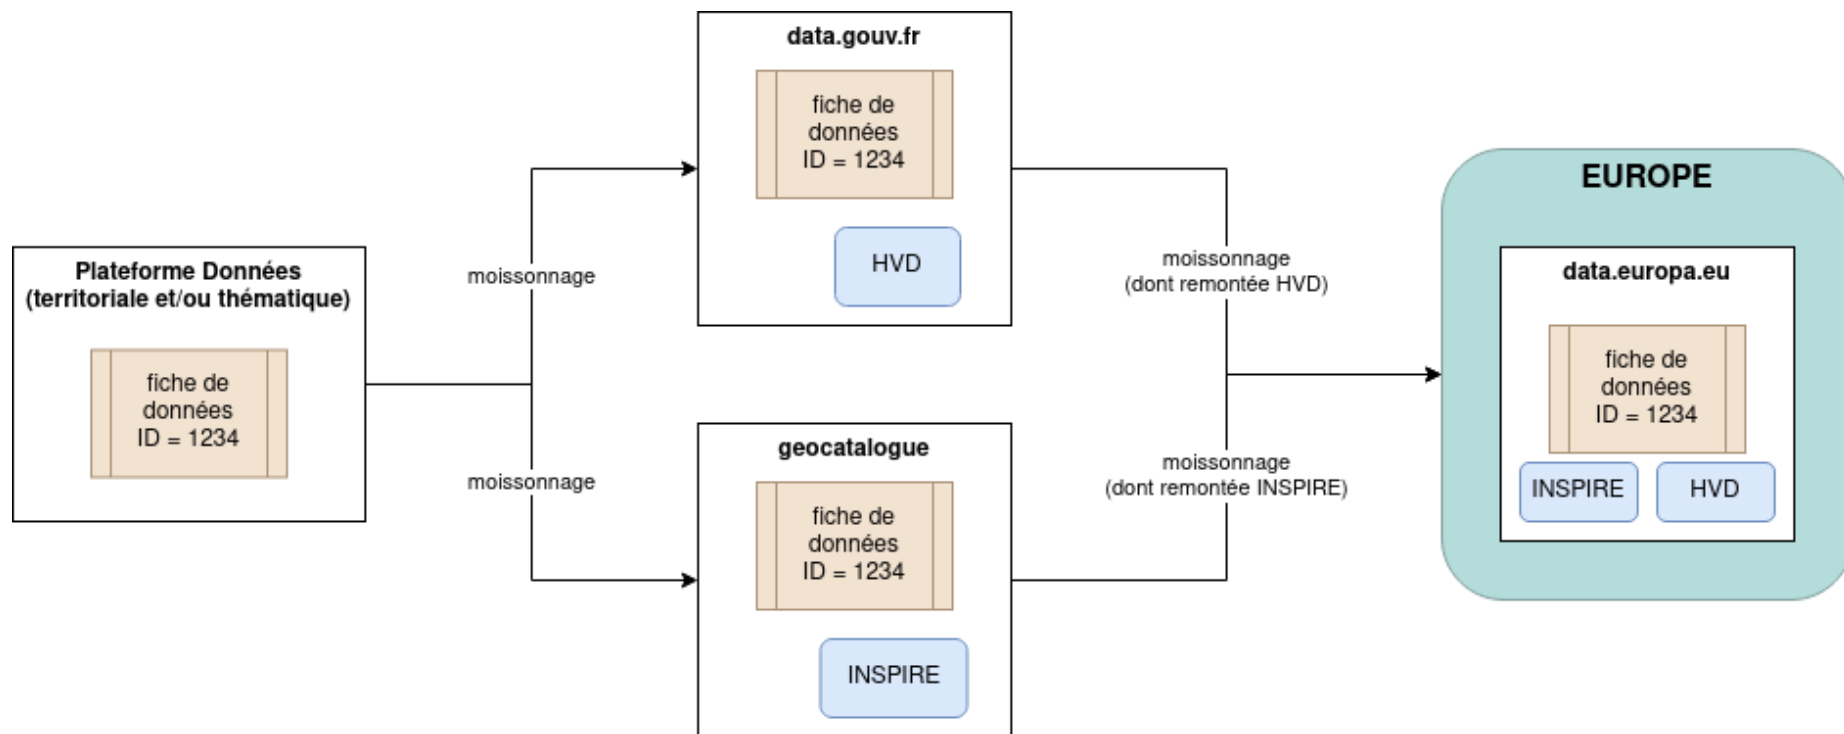 Plateforme Données
(territoriale et/ou thématique)
fiche de
données
ID = 1234
moissonnage
moissonnage
data.gouv.fr
fiche de
données
ID = 1234
HVD
geocatalogue
fiche de
données
ID = 1234
INSPIRE
moissonnage
(dont remontée HVD)
moissonnage
(dont remontée INSPIRE)
EUROPE
data.europa.eu
fiche de
données
ID = 1234
INSPIRE
HVD